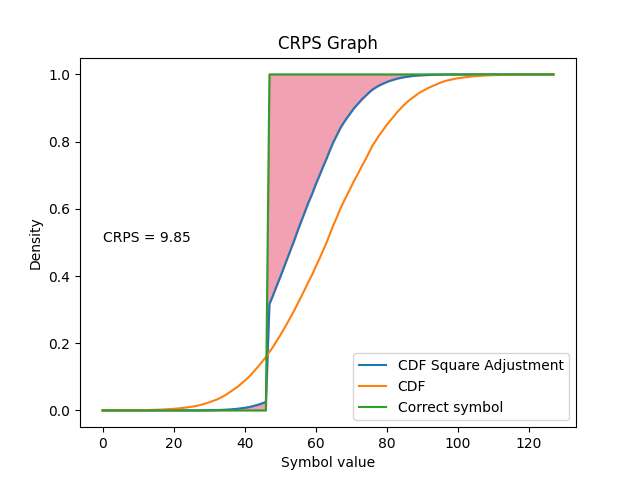 CRPS Graph
1.0
0.8
0.6
0.4
0.2
0.0
Density
CRPS = 9.85
CDF Square Adjustment
CDF
Correct symbol
0 20 40 60 80 100 120
Symbol value